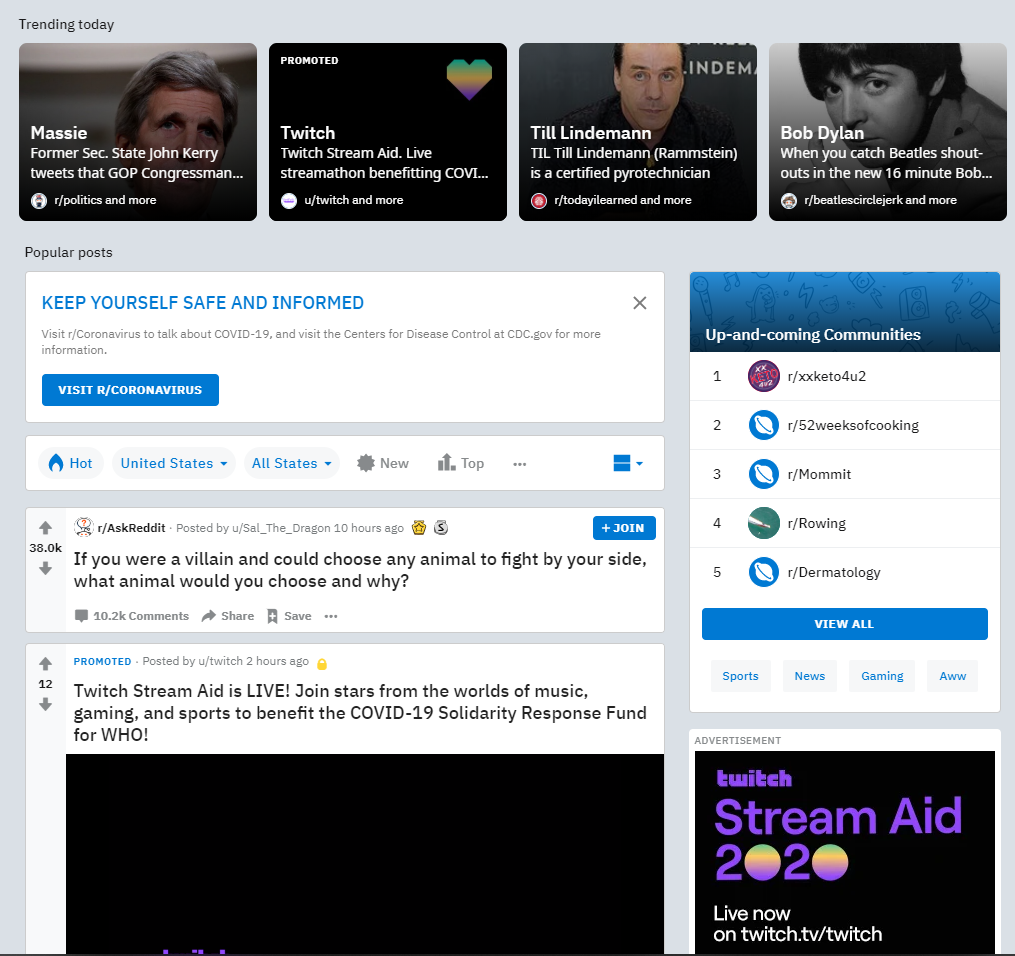 Trending today
Massie
Former Sec. State John Kerry
tweets that GOP Congressman...
r/politics and more
PROMOTED
Twitch
Twitch Stream Aid. Live
streamathon benefitting COVI...
u/twitch and more
LINDEM
Till Lindemann
TIL Till Lindemann (Rammstein)
is a certified pyrotechnician
r/todayilearned and more
Bob Dylan
When you catch Beatles shout-
outs in the new 16 minute Bob...
r/beatlescirclejerk and more
Popular posts
KEEP YOURSELF SAFE AND INFORMED
Visit r/Coronavirus to talk about COVID-19, and visit the Centers for Disease Control at CDC.gov for more
information.
VISIT R/CORONAVIRUS
Hot
United States
All States
New
Top
38.0k
r/AskReddit · Posted by u/Sal_The_Dragon 10 hours ago
S
+ JOIN
If you were a villain and could choose any animal to fight by your side,
what animal would you choose and why?
10.2k Comments
Share
Save
12
PROMOTED · Posted by u/twitch 2 hours ago
Twitch Stream Aid is LIVE! Join stars from the worlds of music,
gaming, and sports to benefit the COVID-19 Solidarity Response Fund
for WHO!
Up-and-coming Communities
1 XX KETO 4U2 r/xxketo4u2
2 r/52weeksofcooking
3 r/Mommit
4 r/Rowing
5 r/Dermatology
VIEW ALL
Sports
News
Gaming
Aww
ADVERTISEMENT
twitch
Stream Aid
2020
Live now
on twitch.tv/twitch